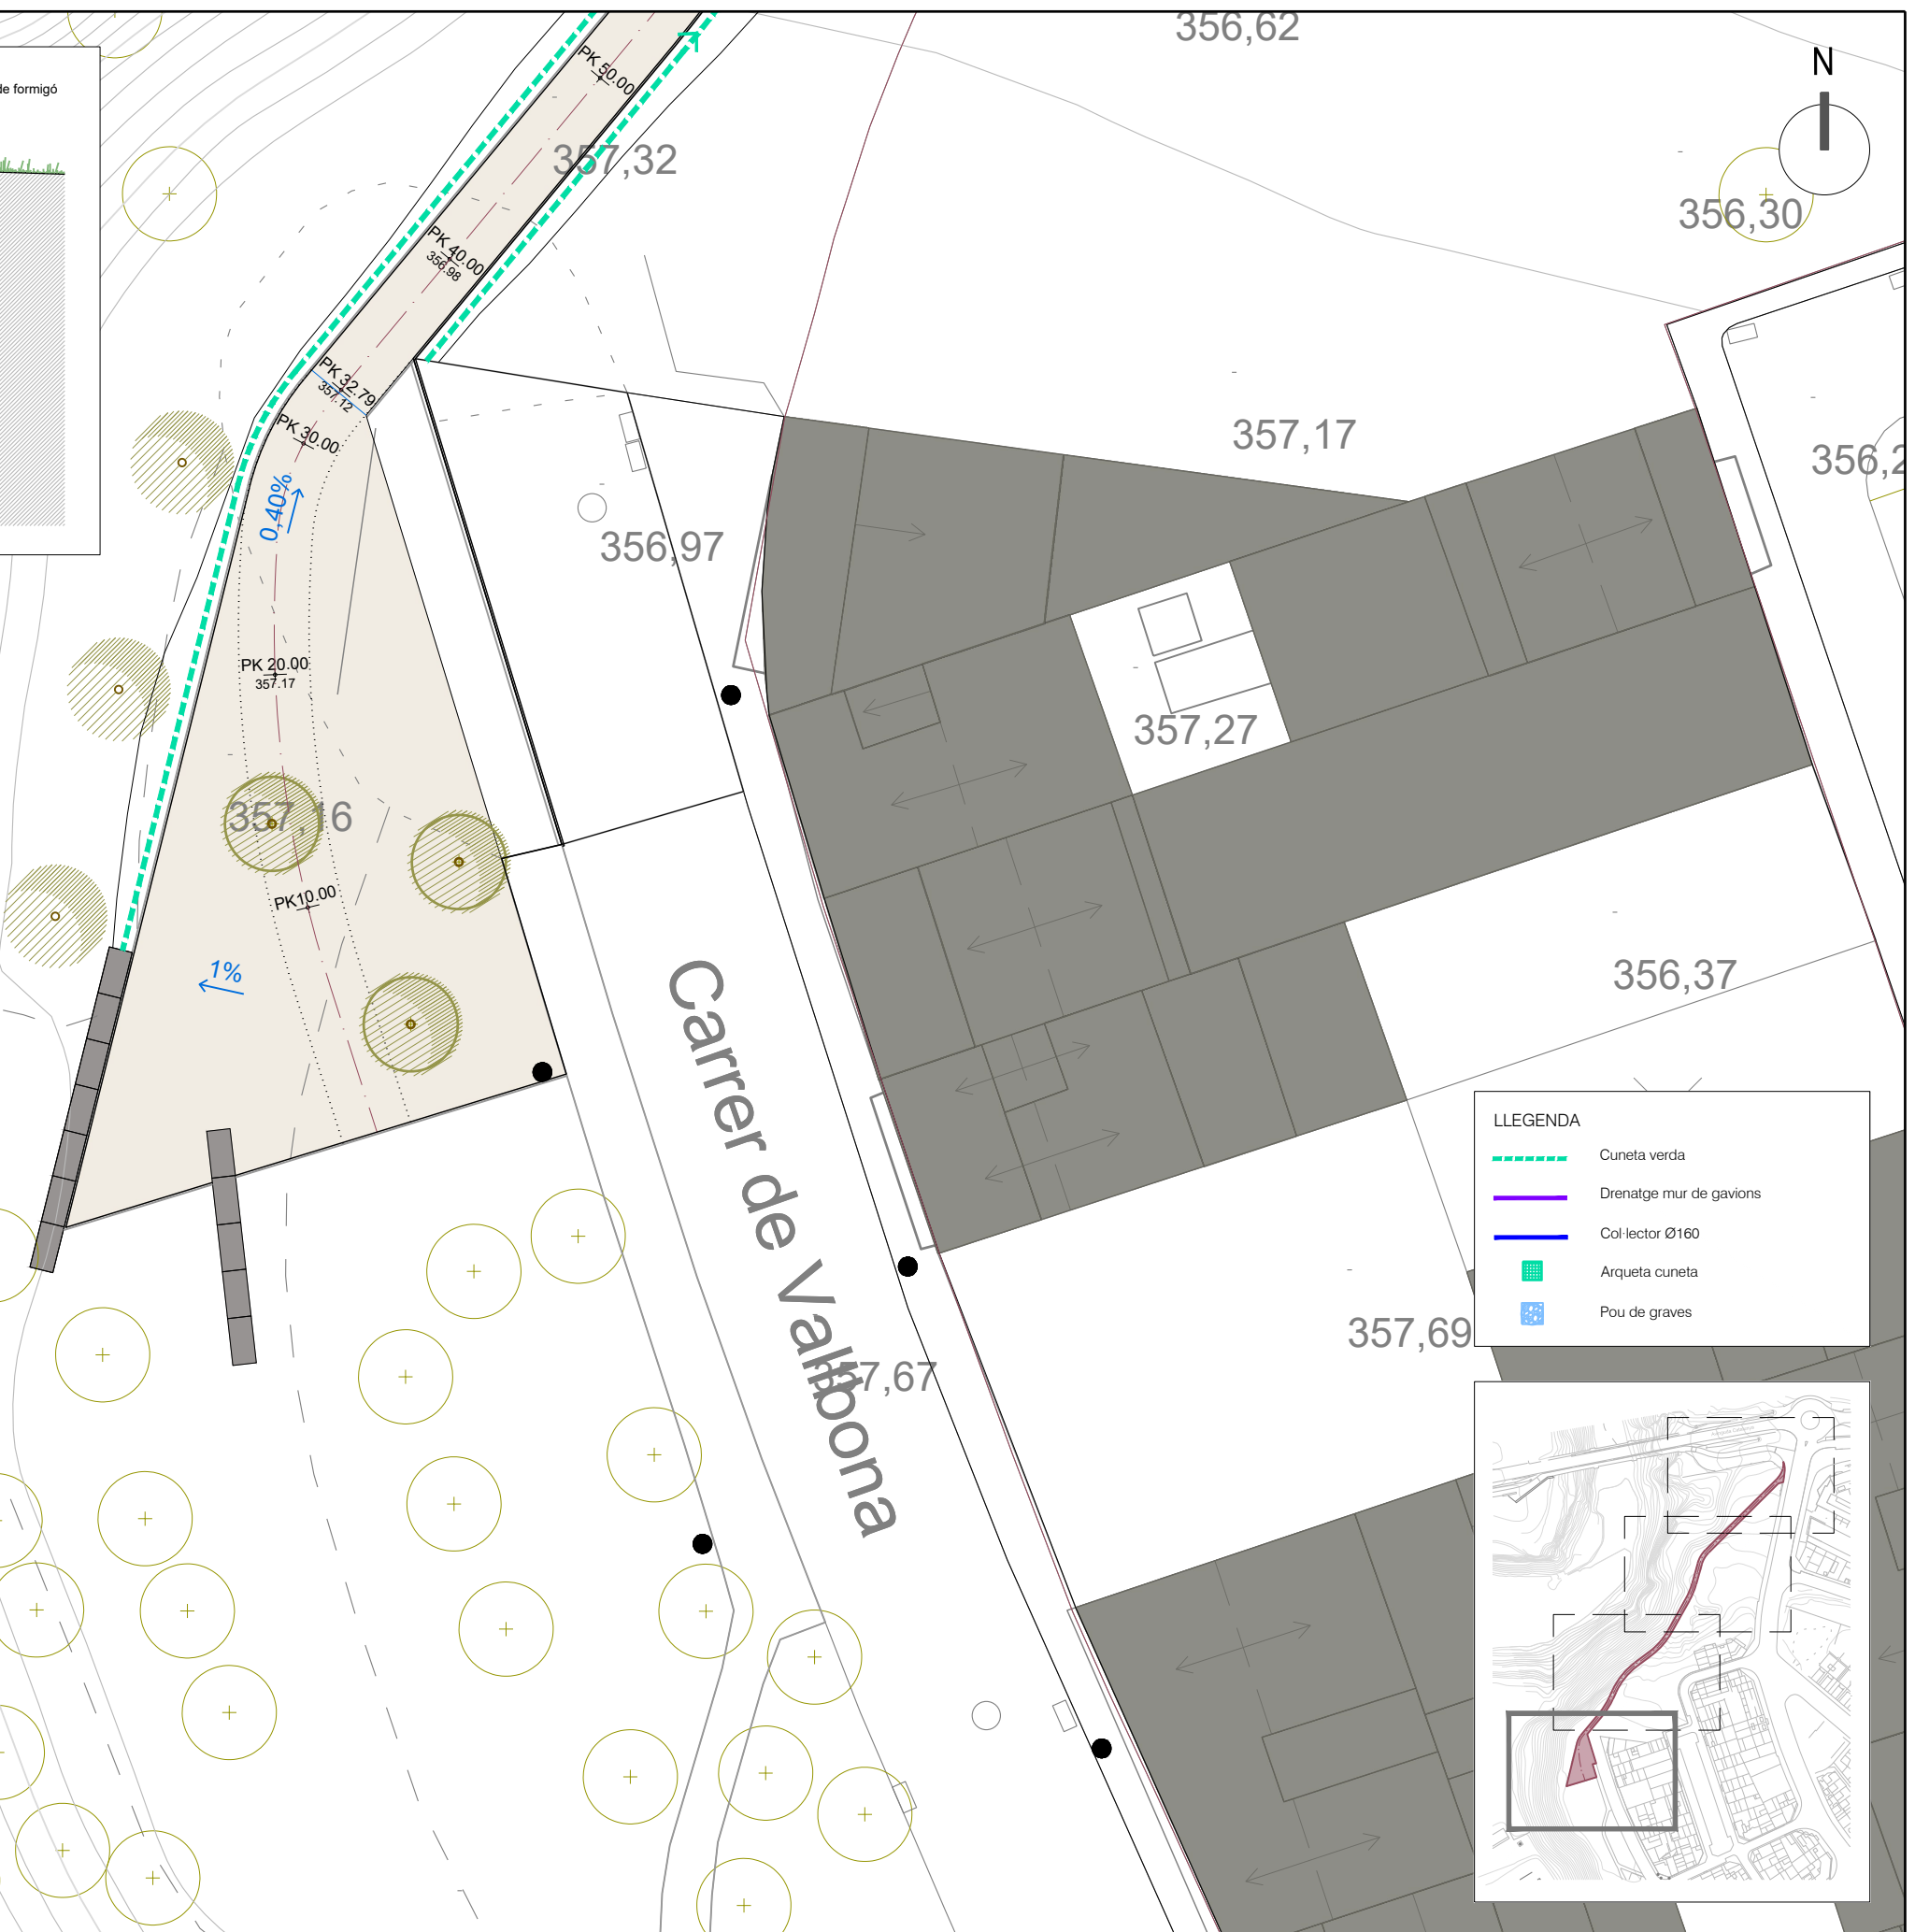 356,62
N
PK 50.00
de formigó
357,32
356,30
PK 40.00
356.98
PK 32.79
357.12
PK 30.00
357,17
0,40%
356,97
PK 20.00
357.17
357,27
357,16
PK10.00
1%
356,37
Carrer de Vallbona
LLEGENDA
Cuneta verda
Drenatge mur de gavions
Col·lector Ø160
Arqueta cuneta
Pou de graves
357,69
357,67